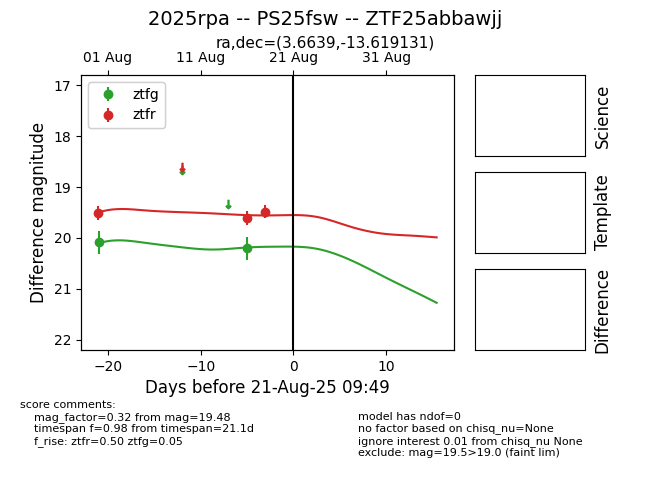 2025rpa -- PS25fsw -- ZTF25abbawjj
ra,dec=(3.6639,-13.619131)
01 Aug 11 Aug 21 Aug 31 Aug
ztfg
ztfr
17
18
19
20
21
22
Difference magnitude
−20 −10 0 10
Days before 21-Aug-25 09:49
Science
Template
Difference
score comments:
mag_factor=0.32 from mag=19.48
timespan f=0.98 from timespan=21.1d
f_rise: ztfr=0.50 ztfg=0.05
model has ndof=0
no factor based on chisq_nu=None
ignore interest 0.01 from chisq_nu None
exclude: mag=19.5>19.0 (faint lim)